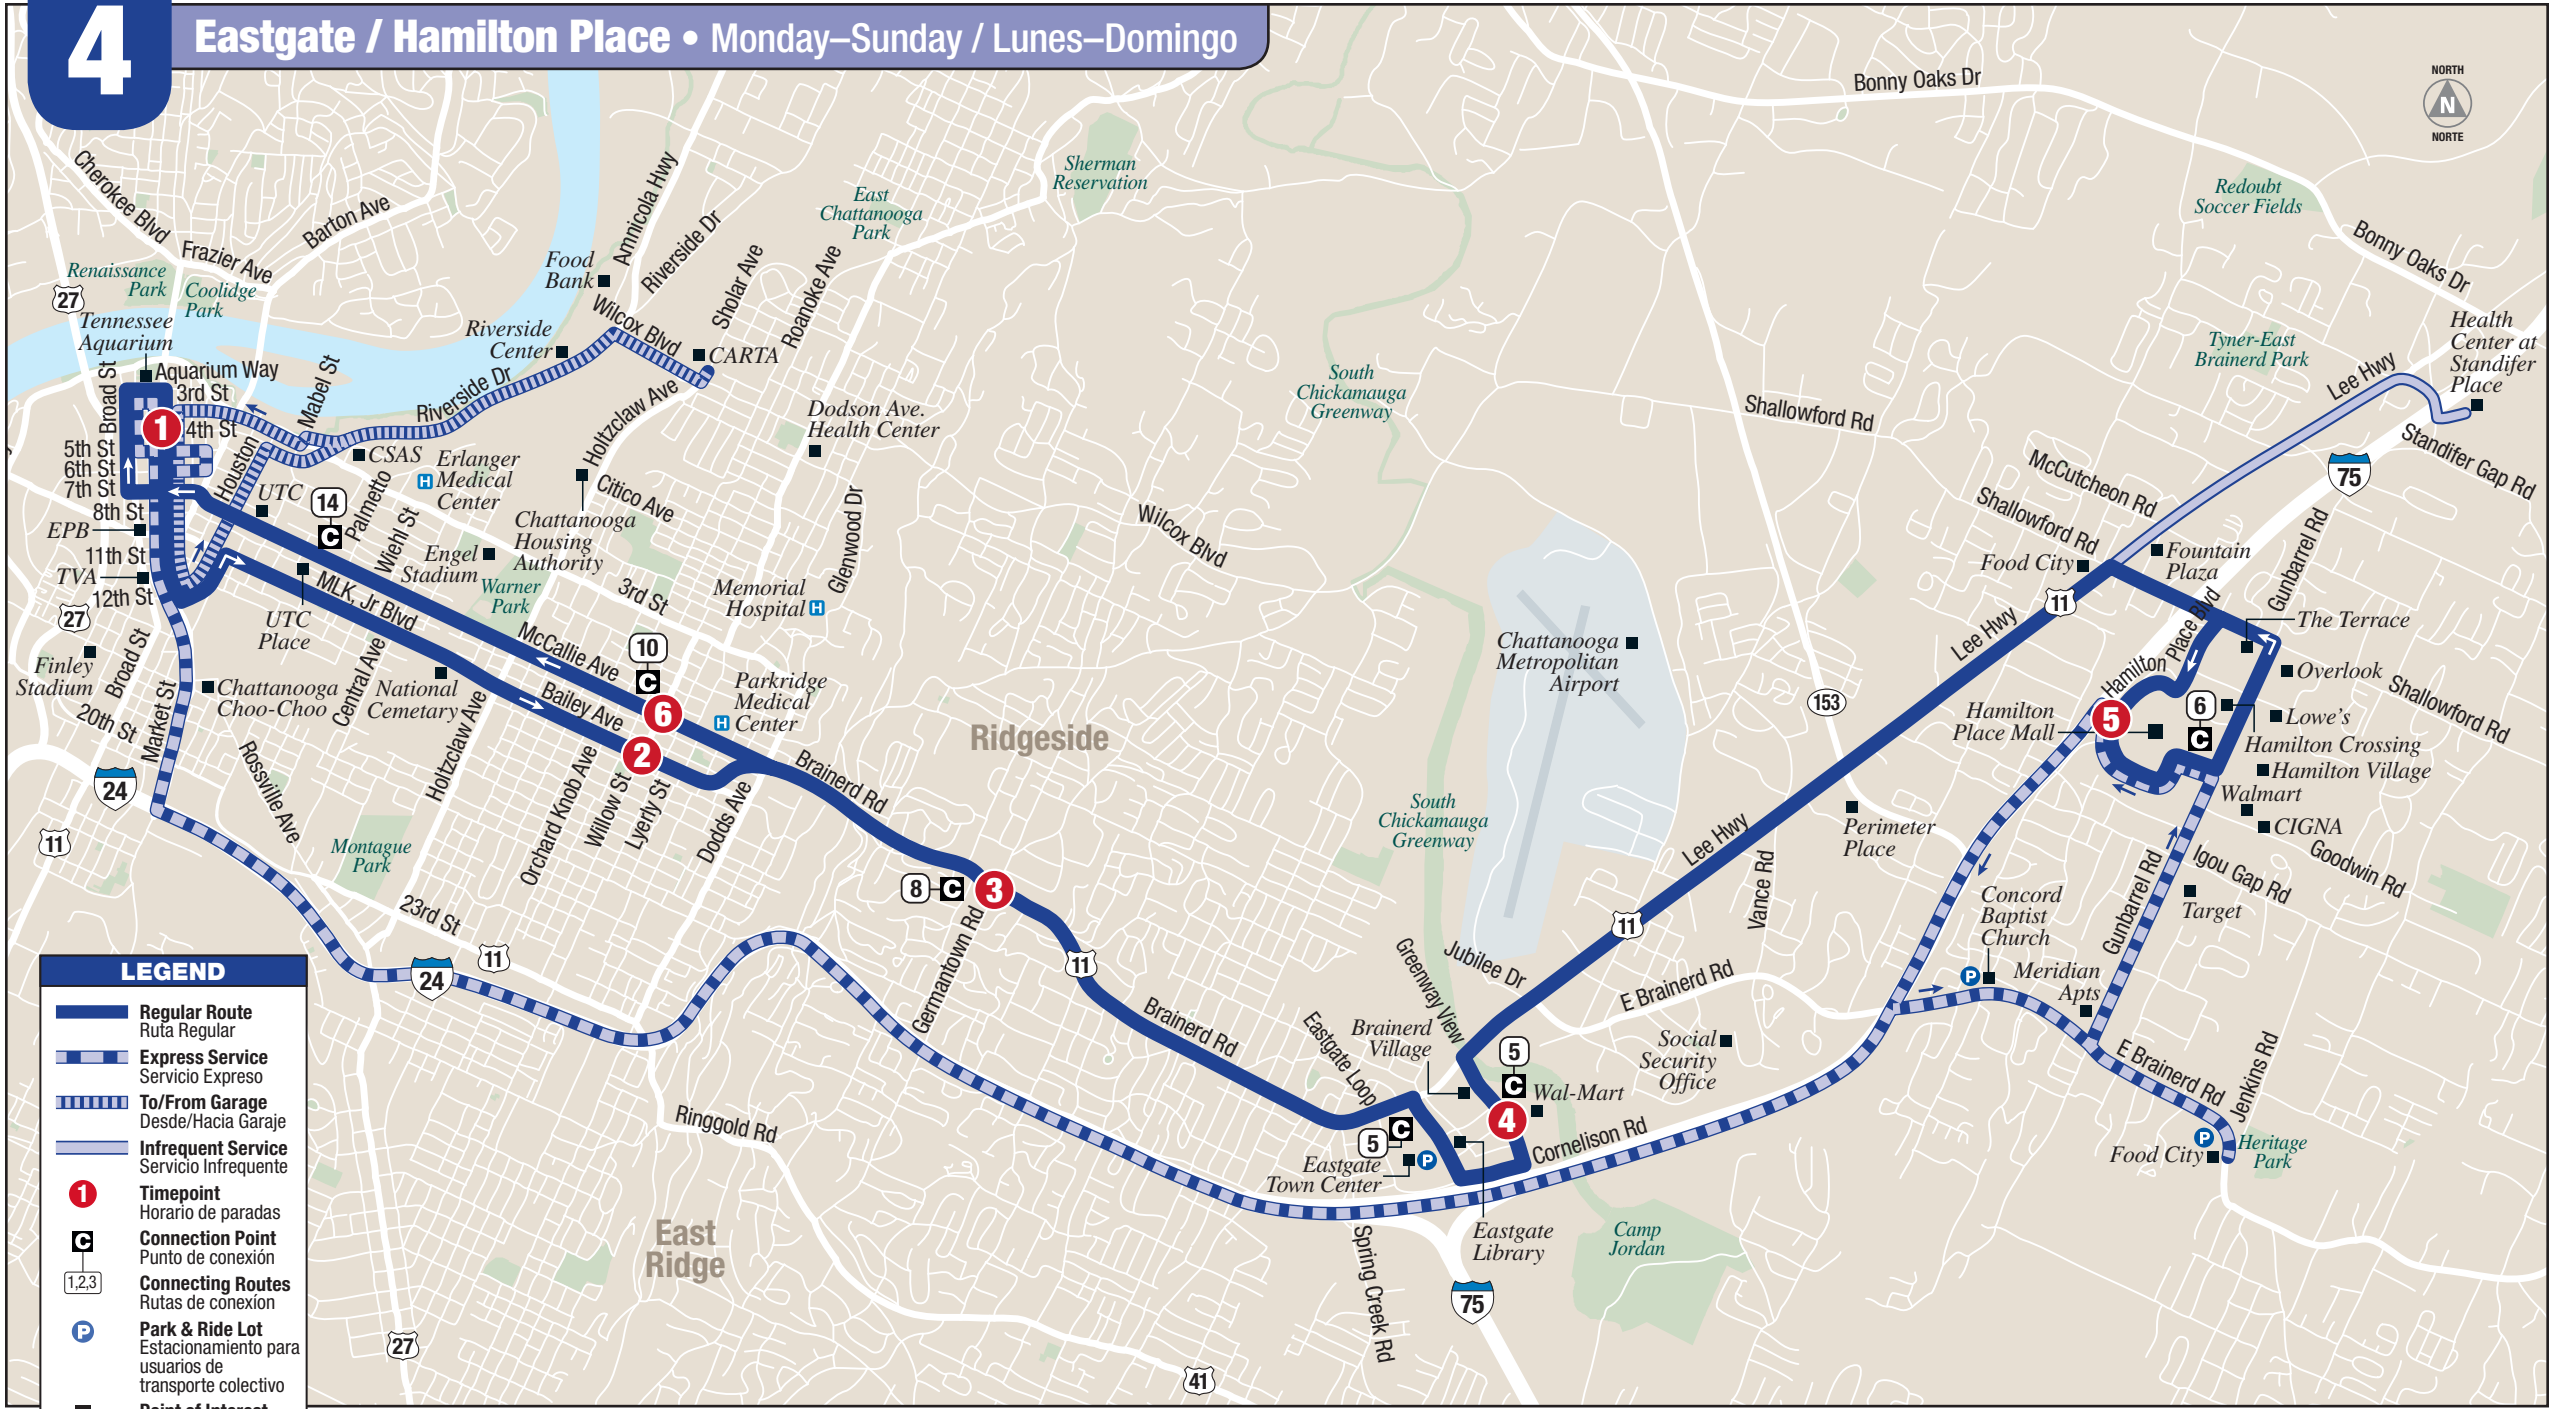 4
Eastgate / Hamilton Place • Monday–Sunday / Lunes–Domingo
NORTH
N
NORTE
Bonny Oaks Dr
Redoubt
Soccer Fields
Bonny Oaks Dr
Sherman
Reservation
East
Chattanooga
Park
Cherokee Blvd
Frazier Ave
Barton Ave
Amnicola Hwy
Riverside Dr
Sholar Ave
Roanoke Ave
Renaissance
Park
Coolidge
Park
27
Food
Bank
Wilcox Blvd
CARTA
Riverside
Center
Riverside Dr
Holtzclaw Ave
Tennessee
Aquarium
Aquarium Way
Broad St
3rd St
4th St
5th St
6th St
7th St
8th St
EPB
11th St
TVA
12th St
27
1
Mabel St
Houston
UTC
14
C
Palmetto
Wiehl St
CSAS
H
Erlanger
Medical
Center
Engel
Stadium
Warner
Park
Chattanooga
Housing
Authority
Citico Ave
3rd St
Dodson Ave.
Health Center
Glenwood Dr
Memorial
Hospital
H
Wilcox Blvd
South
Chickamauga
Greenway
Shallowford Rd
Tyner-East
Brainerd Park
Lee Hwy
Health
Center at
Standifer
Place
Standifer Gap Rd
75
McCutcheon Rd
Shallowford Rd
Food City
Fountain
Plaza
Gunbarrel Rd
11
The Terrace
Hamilton Place Blvd
Overlook
Shallowford Rd
Lee Hwy
5
6
C
Lowe's
Hamilton
Place Mall
Hamilton Crossing
Hamilton Village
Walmart
CIGNA
Goodwin Rd
Igou Gap Rd
Target
Gunbarrel Rd
Chattanooga
Metropolitan
Airport
153
Perimeter
Place
Vance Rd
Lee Hwy
11
UTC
Place
MLK, Jr Blvd
Central Ave
National
Cemetary
Holtzclaw Ave
McCallie Ave
Bailey Ave
10
C
6
2
H
Parkridge
Medical
Center
Ridgeside
Brainerd Rd
Orchard Knob Ave
Willow St
Lyerly St
Dodds Ave
Finley
Stadium
Broad St
20th St
Market St
Chattanooga
Choo-Choo
24
11
Rossville Ave
Montague
Park
23rd St
24
11
8
C
3
Germantown Rd
11
Brainerd Rd
South
Chickamauga
Greenway
Greenway View
Jubilee Dr
E Brainerd Rd
Eastgate Loop
Brainerd
Village
5
C
Wal-Mart
4
Social
Security
Office
5
C
Eastgate
Town Center
P
Cornelison Rd
Eastgate
Library
Concord
Baptist
Church
P
Meridian
Apts
E Brainerd Rd
Jenkins Rd
P
Food City
Heritage
Park
Camp
Jordan
Spring Creek Rd
75
Ringgold Rd
East
Ridge
27
41
LEGEND
Regular Route
Ruta Regular
Express Service
Servicio Expreso
To/From Garage
Desde/Hacia Garaje
Infrequent Service
Servicio Infrequente
1
Timepoint
Horario de paradas
C
Connection Point
Punto de conexión
1,2,3
Connecting Routes
Rutas de conexíon
P
Park & Ride Lot
Estacionamiento para
usuarios de
transporte colectivo
Point of Interest